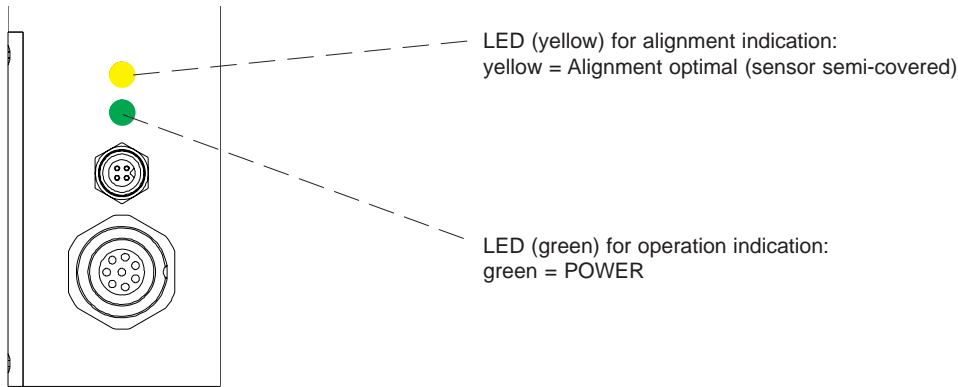 LED (yellow) for alignment indication:
yellow = Alignment optimal (sensor semi-covered)
LED (green) for operation indication:
green = POWER